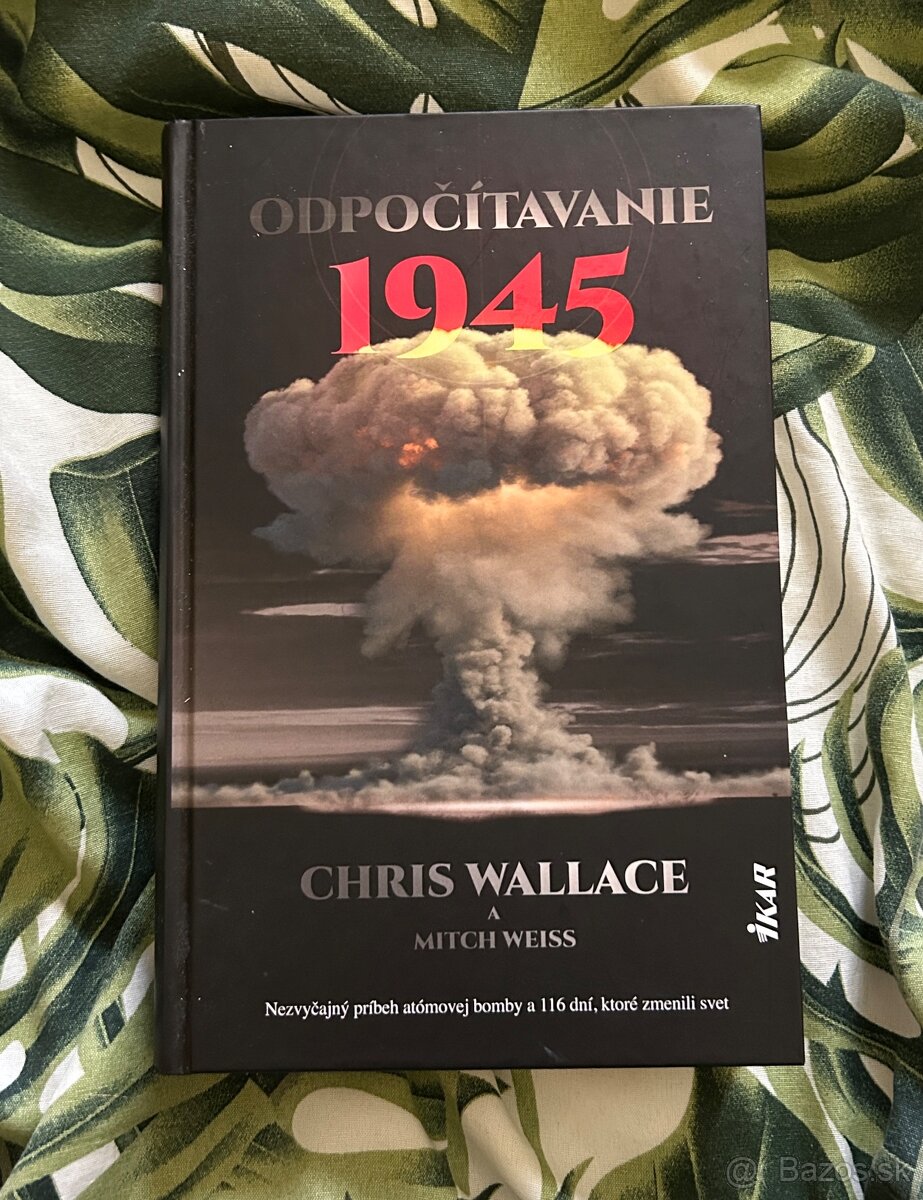 ODPOČÍTAVANIE
1945
CHRIS WALLACE
A
MITCH WEISS
IKAR
Nezvyčajný príbeh atómovej bomby a 116 dní, ktoré zmenili svet
@ Bazos.sk